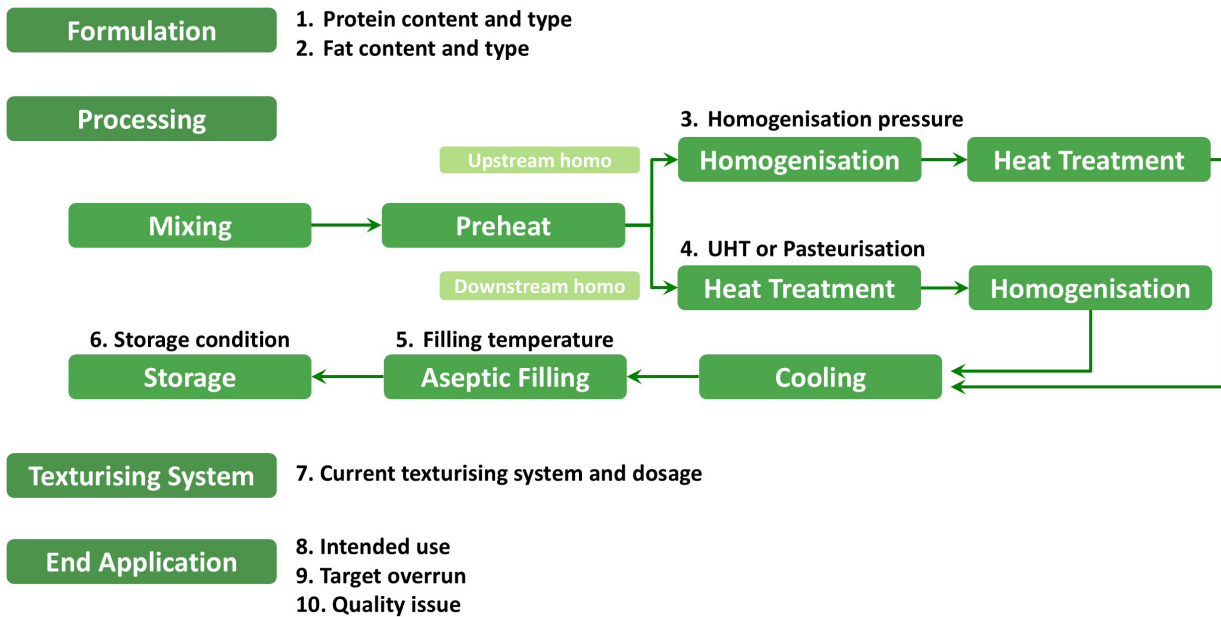 Formulation
1. Protein content and type
2. Fat content and type
Processing
3. Homogenisation pressure
Upstream homo
Homogenisation
Heat Treatment
Mixing
Preheat
4. UHT or Pasteurisation
Downstream homo
Heat Treatment
Homogenisation
6. Storage condition
5. Filling temperature
Storage
Aseptic Filling
Cooling
Texturising System
7. Current texturising system and dosage
End Application
8. Intended use
9. Target overrun
10. Quality issue